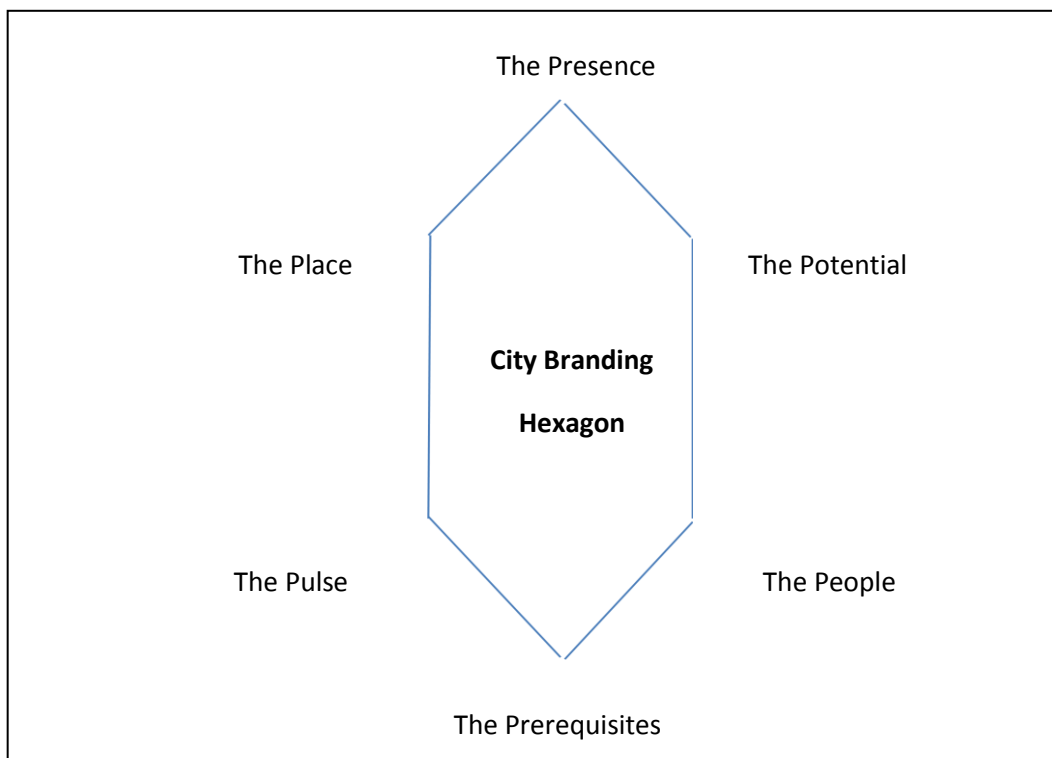 The Presence
The Place
The Potential
City Branding
Hexagon
The Pulse
The People
The Prerequisites